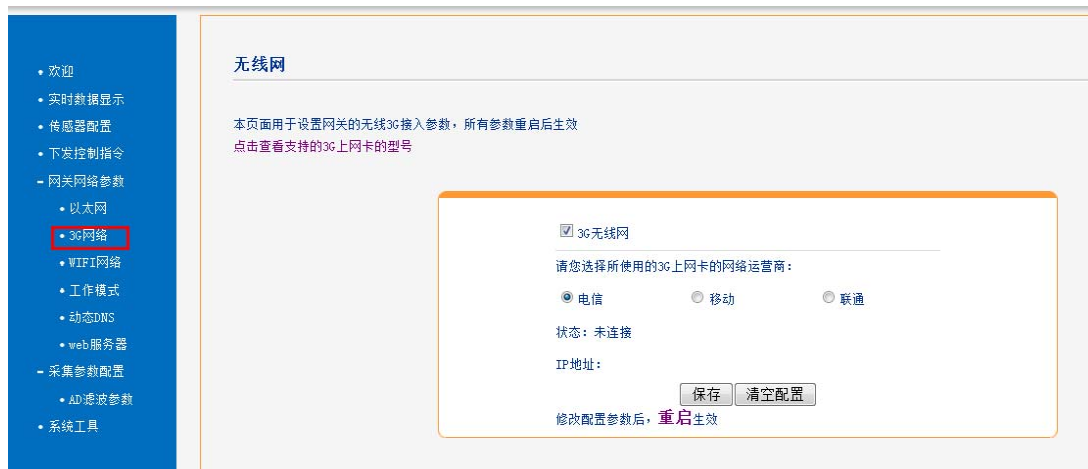 欢迎
实时数据显示
传感器配置
下发控制指令
网关网络参数
以太网
3G网络
WIFI网络
工作模式
动态DNS
web服务器
采集参数配置
AD滤波参数
系统工具
无线网
本页面用于设置网关的无线3G接入参数，所有参数重启后生效
点击查看支持的3G上网卡的型号
3G无线网
请您选择所使用的3G上网卡的网络运营商：
电信 移动 联通
状态：未连接
IP地址：
保存 清空配置
修改配置参数后，重启生效